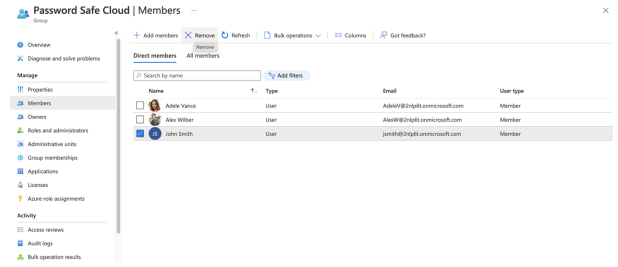 Password Safe Cloud | Members ...
Group
Overview
Diagnose and solve problems
Manage
Properties
Members
Owners
Roles and administrators
Administrative units
Group memberships
Applications
Licenses
Azure role assignments
Activity
Access reviews
Audit logs
Bulk operation results
Add members Remove Refresh Bulk operations Columns Got feedback?
Remove
Direct members All members
Search by name Add filters
Name Type Email User type
Adele Vance User AdeleV@2nlp6t.onmicrosoft.com Member
Alex Wilber User AlexW@2nlp6t.onmicrosoft.com Member
JS John Smith User jsmith@2nlp6t.onmicrosoft.com Member